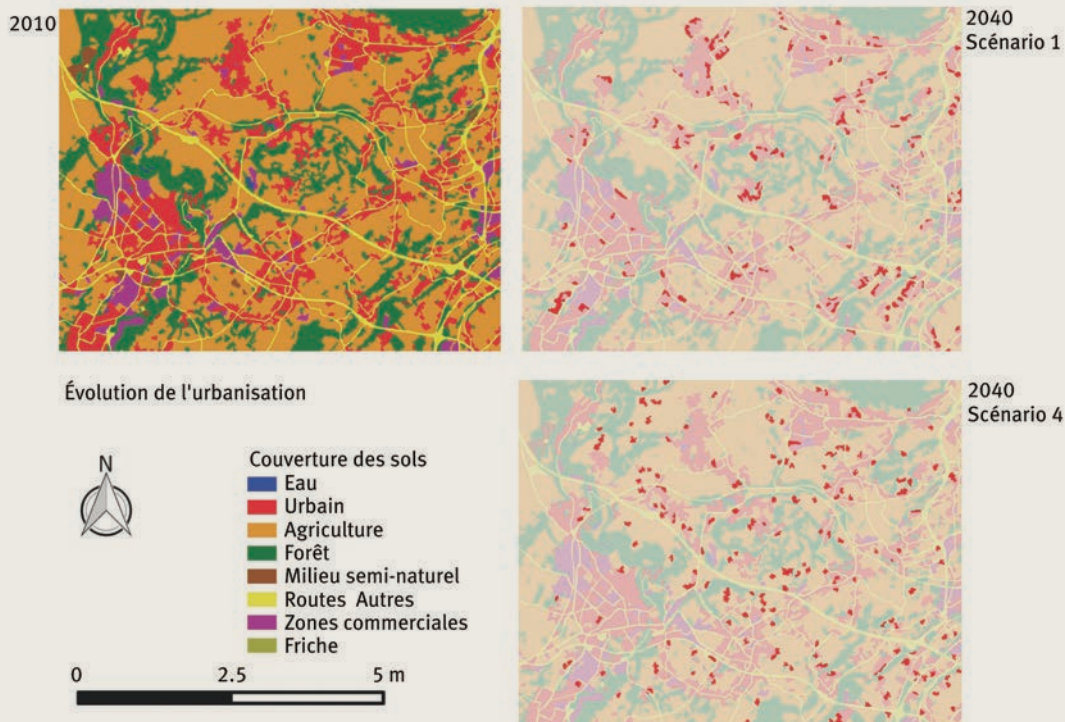 2010
2040
Scénario 1
Évolution de l'urbanisation
2040
Scénario 4
N
Couverture des sols
Eau
Urbain
Agriculture
Forêt
Milieu semi-naturel
Routes Autres
Zones commerciales
Friche
0 2.5 5 m